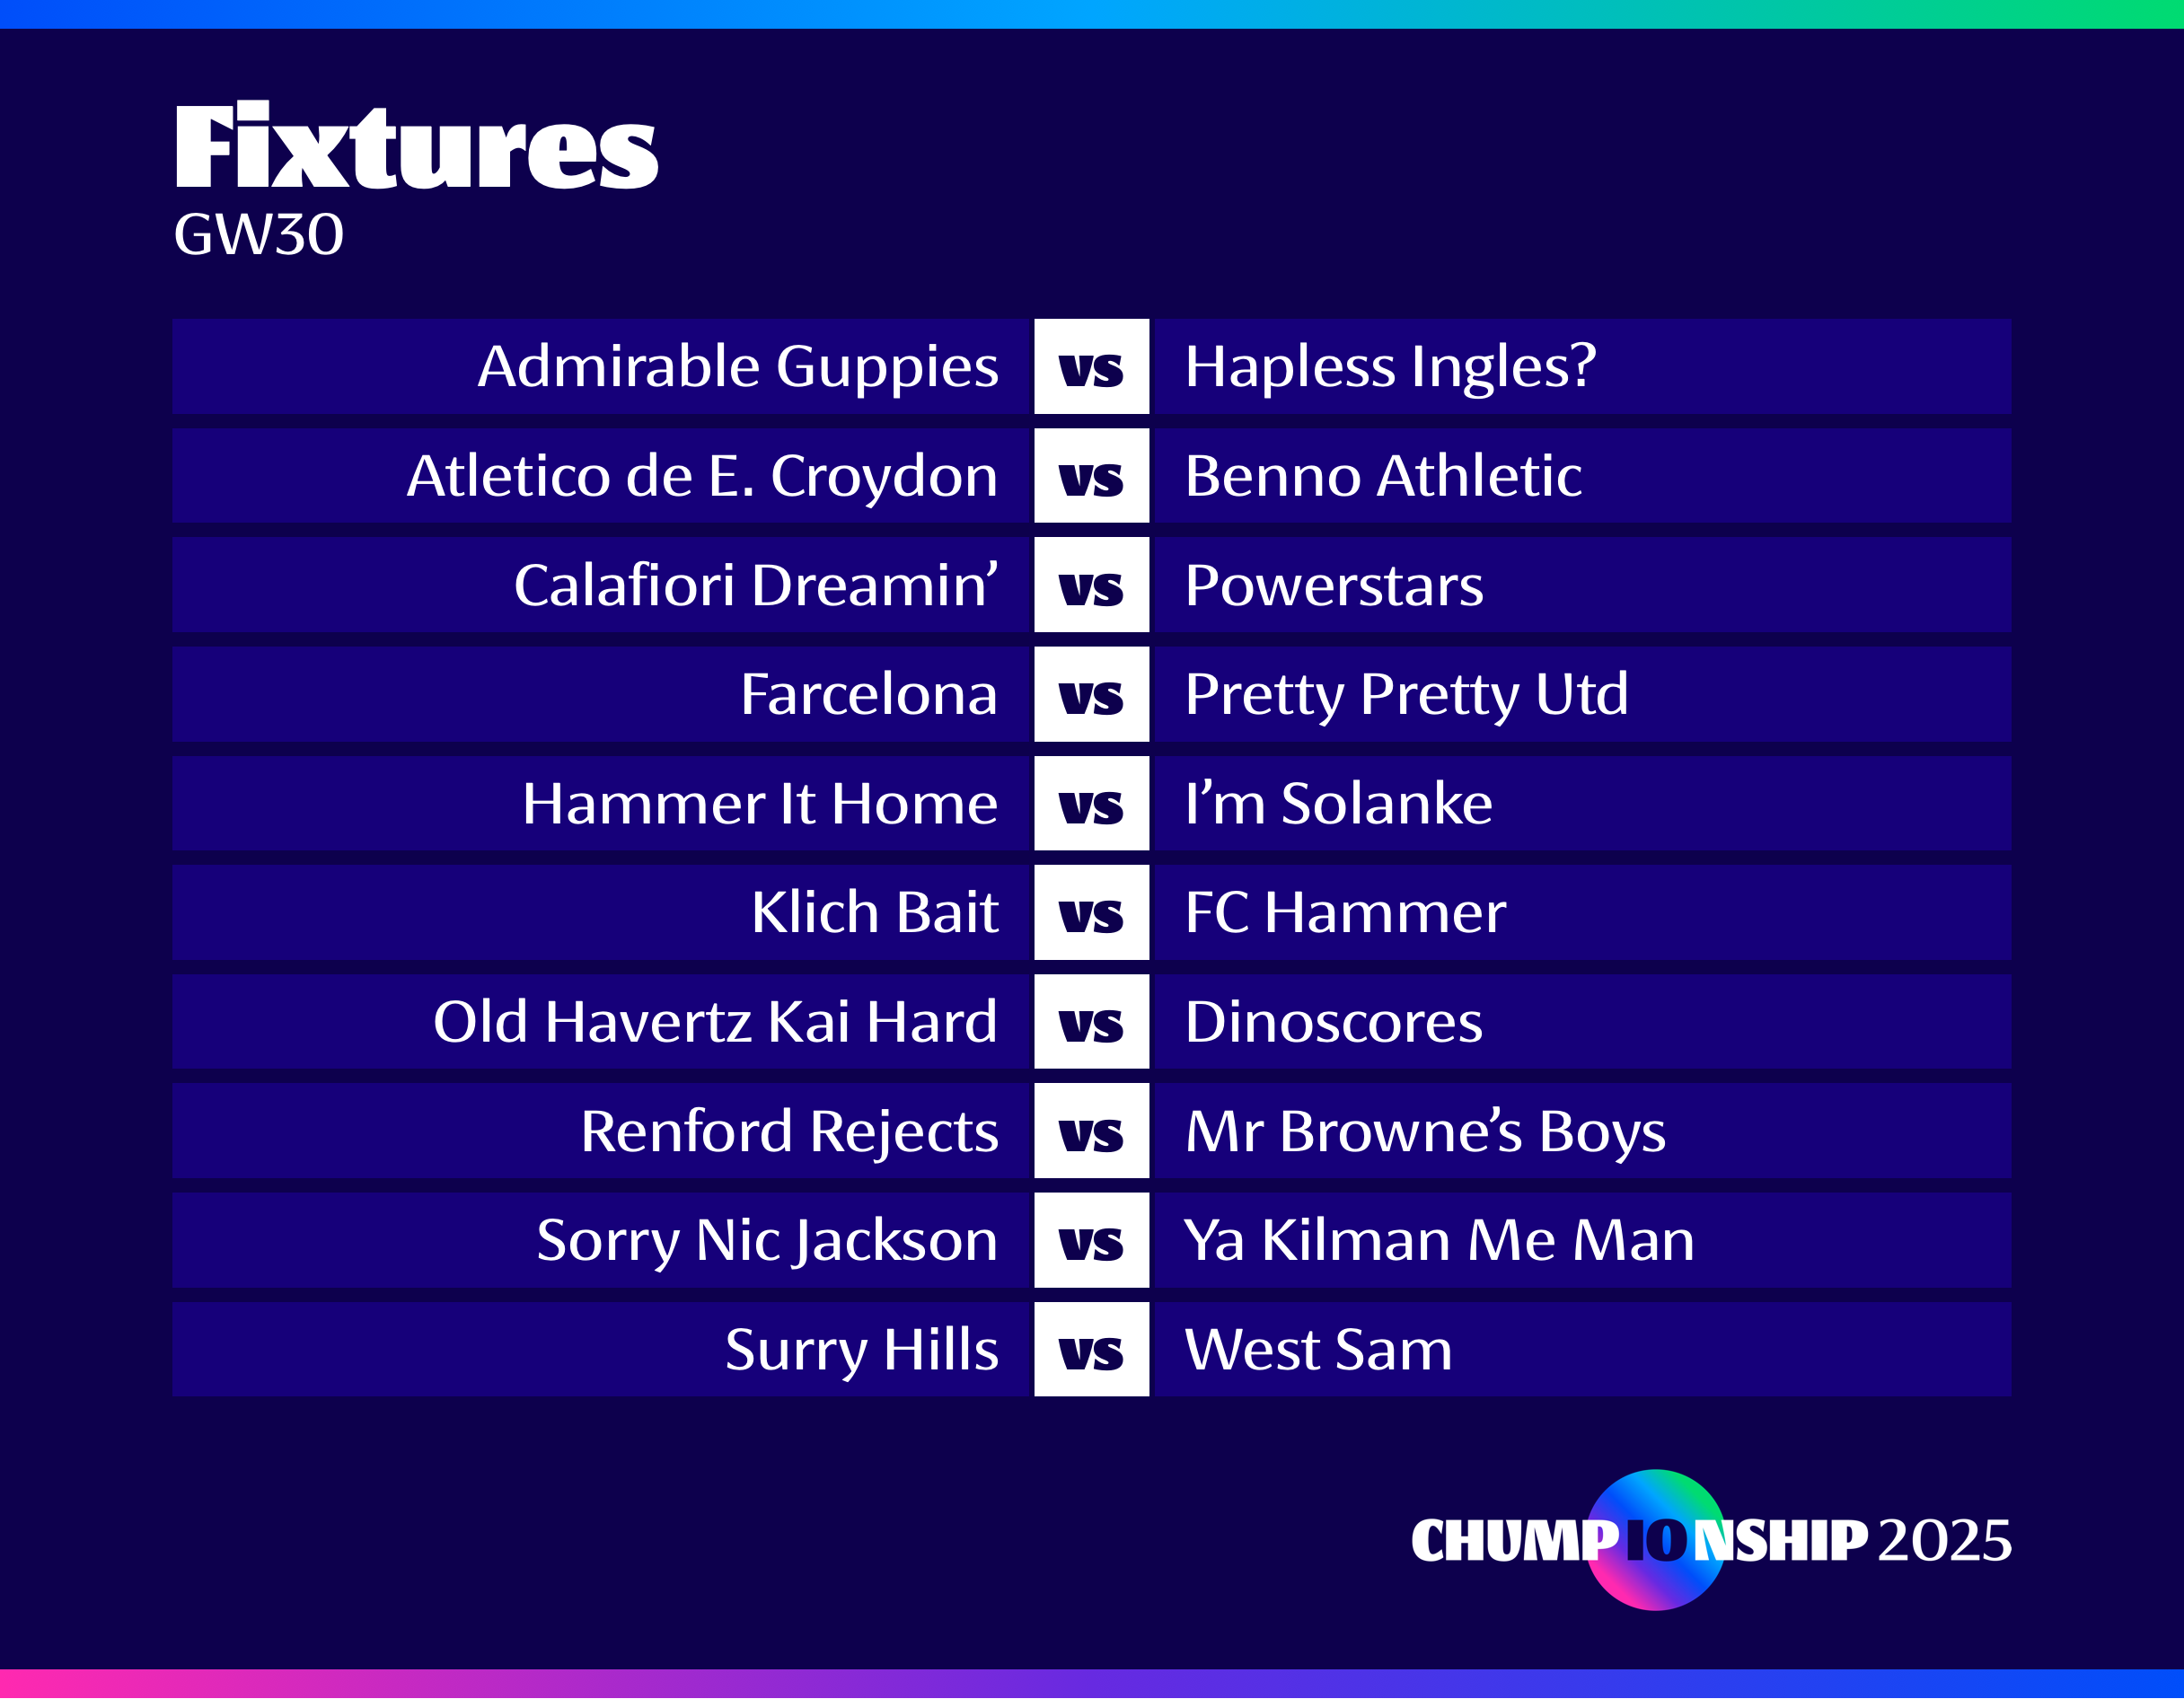 Fixtures
GW30
Admirable Guppies vs Hapless Ingles?
Atletico de E. Croydon vs Benno Athletic
Calafiori Dreamin’ vs Powerstars
Farcelona vs Pretty Pretty Utd
Hammer It Home vs I’m Solanke
Klich Bait vs FC Hammer
Old Havertz Kai Hard vs Dinoscores
Renford Rejects vs Mr Browne’s Boys
Sorry Nic Jackson vs Ya Kilman Me Man
Surry Hills vs West Sam
CHUMPIONSHIP 2025